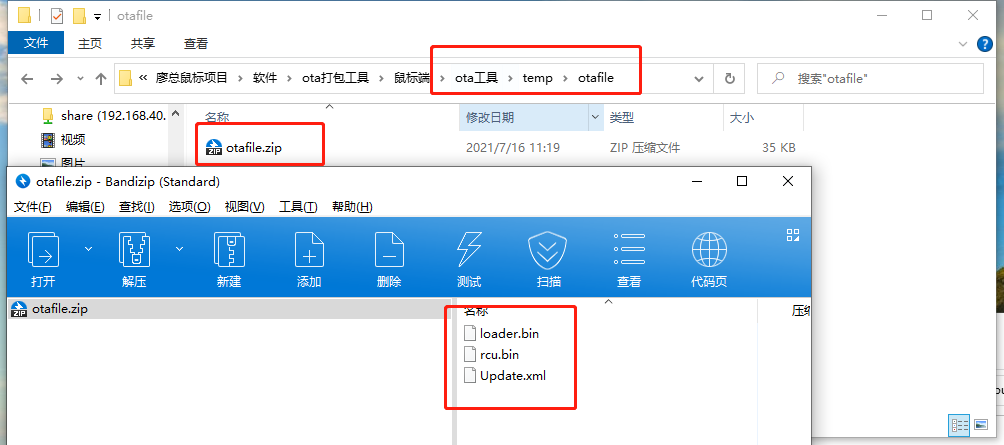 otafile
文件 主页 共享 查看
« 廖总鼠标项目 > 软件 > ota打包工具 > 鼠标端 > ota工具 > temp > otafile 搜索"otafile"
share (192.168.40. 名称 修改日期 类型 大小
视频 otafile.zip 2021/7/16 11:19 ZIP 压缩文件 35 KB
图片
otafile.zip - Bandizip (Standard)
文件(F) 编辑(E) 查找(I) 选项(O) 视图(V) 工具(T) 帮助(H)
打开 解压 新建 添加 删除 测试 扫描 查看 代码页
otafile.zip 名称 压缩
loader.bin
rcu.bin
Update.xml